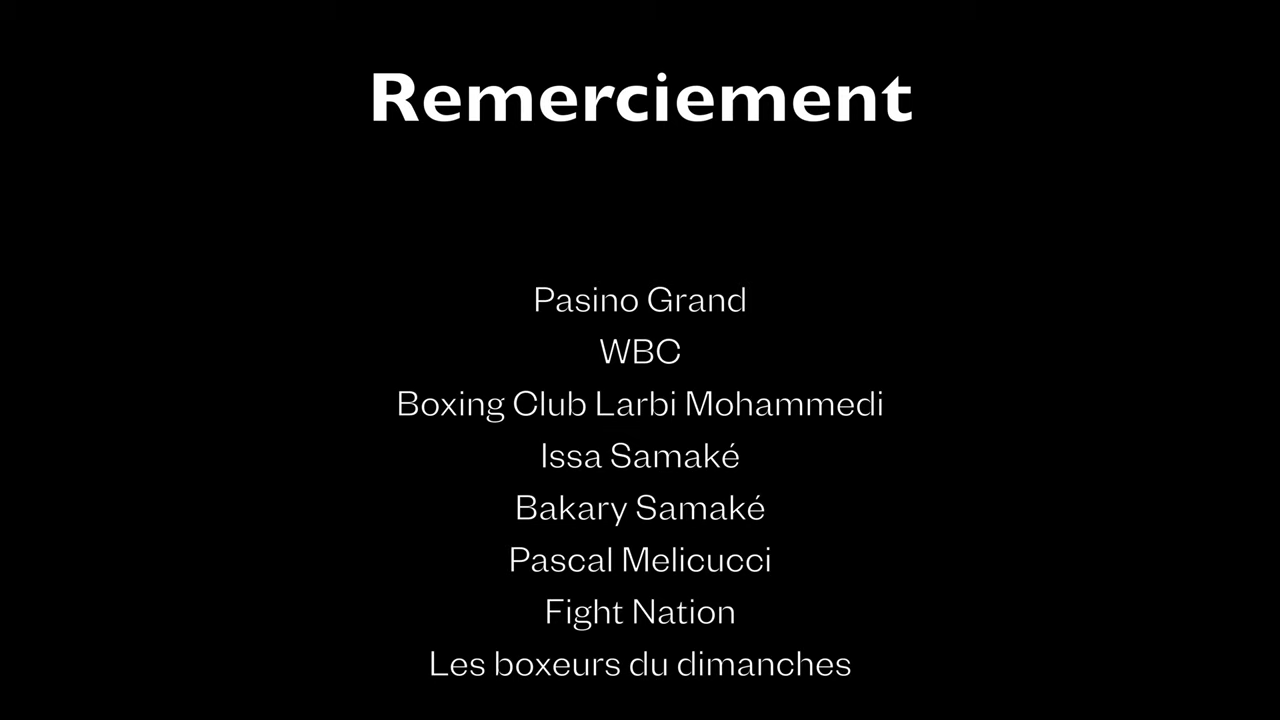 Remerciement
Pasino Grand
WBC
Boxing Club Larbi Mohammedi
Issa Samaké
Bakary Samaké
Pascal Melicucci
Fight Nation
Les boxeurs du dimanches